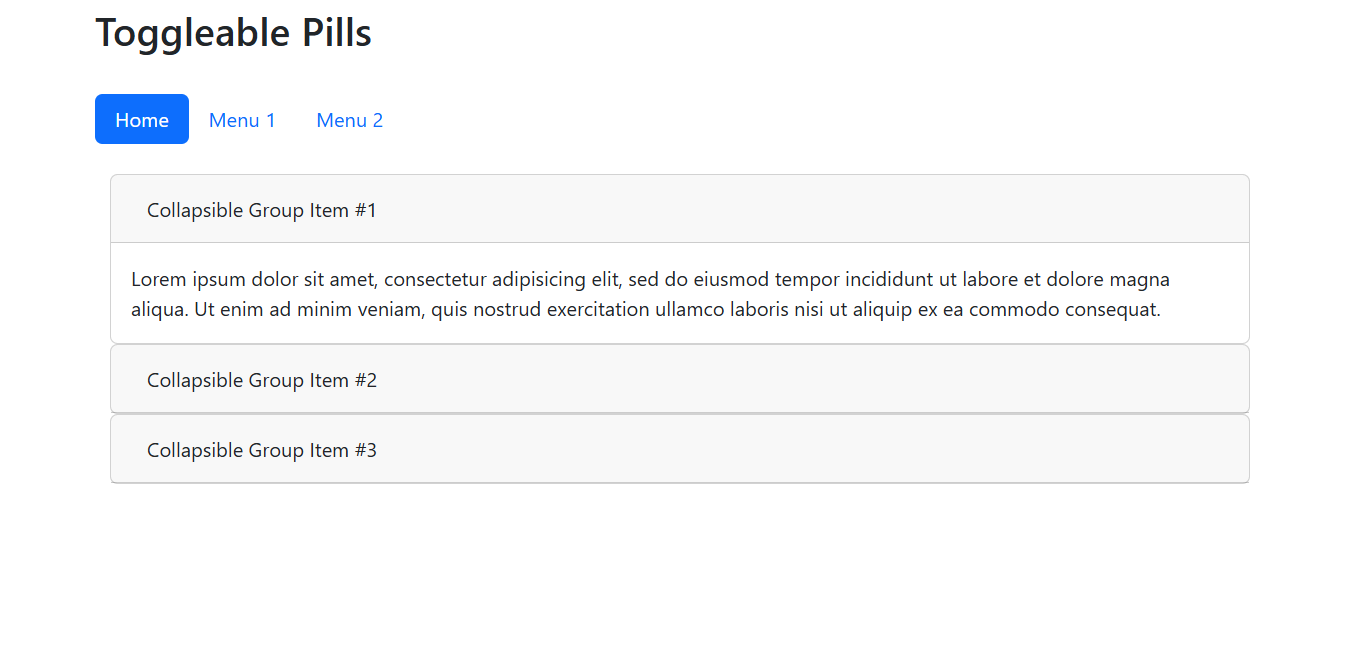 Toggleable Pills
Home Menu 1 Menu 2
Collapsible Group Item #1
Lorem ipsum dolor sit amet, consectetur adipisicing elit, sed do eiusmod tempor incididunt ut labore et dolore magna
aliqua. Ut enim ad minim veniam, quis nostrud exercitation ullamco laboris nisi ut aliquip ex ea commodo consequat.
Collapsible Group Item #2
Collapsible Group Item #3